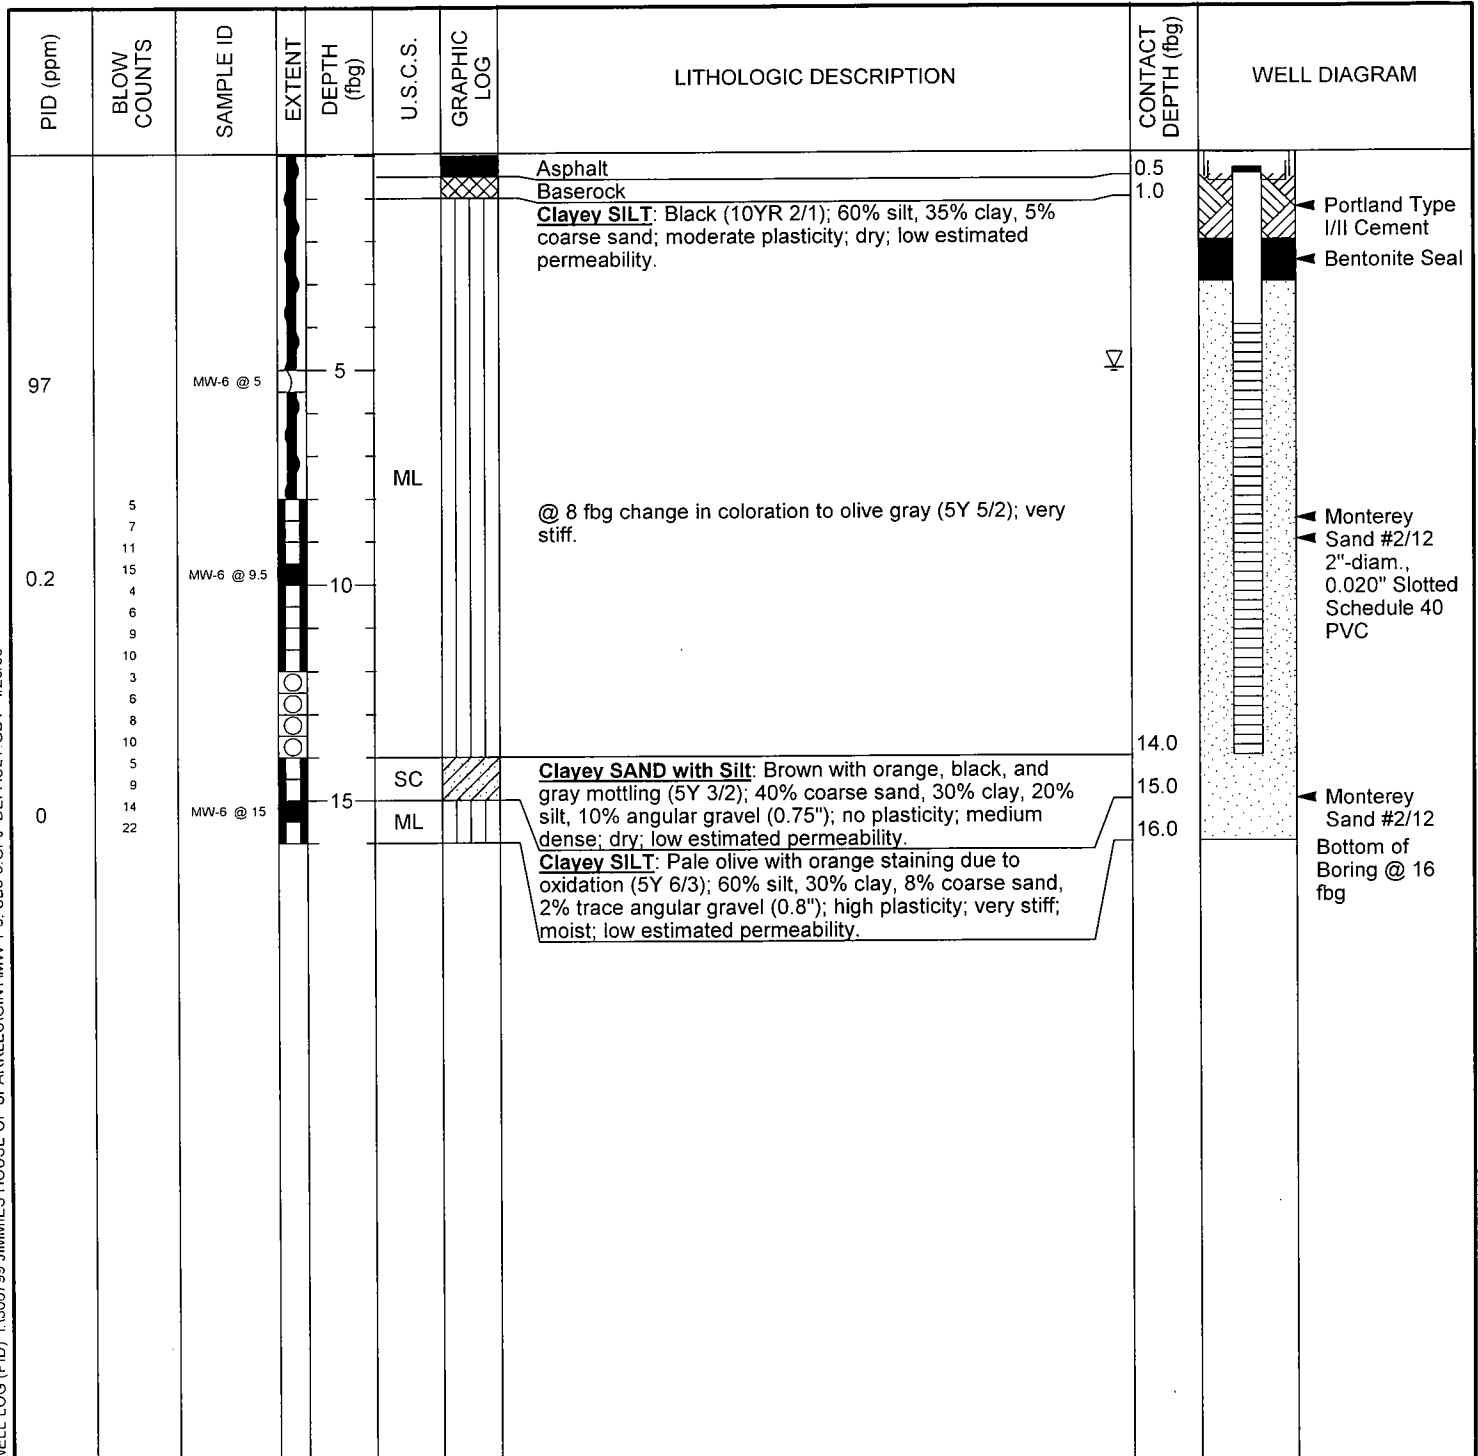 PID (ppm)
BLOW
COUNTS
SAMPLE ID
EXTENT
DEPTH
(fbg)
U.S.C.S.
GRAPHIC
LOG
LITHOLOGIC DESCRIPTION
CONTACT
DEPTH (fbg)
WELL DIAGRAM
Asphalt
0.5
Baserock
1.0
Clayey SILT: Black (10YR 2/1); 60% silt, 35% clay, 5%
coarse sand; moderate plasticity; dry; low estimated
permeability.
Portland Type
I/II Cement
Bentonite Seal
97
MW-6 @ 5
5
ML
5
7
11
15
4
6
9
10
3
6
8
10
5
9
14
22
@ 8 fbg change in coloration to olive gray (5Y 5/2); very
stiff.
Monterey
Sand #2/12
2"-diam.,
0.020" Slotted
Schedule 40
PVC
0.2
MW-6 @ 9.5
10
14.0
SC
Clayey SAND with Silt: Brown with orange, black, and
gray mottling (5Y 3/2); 40% coarse sand, 30% clay, 20%
silt, 10% angular gravel (0.75"); no plasticity; medium
dense; dry; low estimated permeability.
15.0
0
MW-6 @ 15
15
ML
16.0
Monterey
Sand #2/12
Clayey SILT: Pale olive with orange staining due to
oxidation (5Y 6/3); 60% silt, 30% clay, 8% coarse sand,
2% trace angular gravel (0.8"); high plasticity; very stiff;
moist; low estimated permeability.
Bottom of
Boring @ 16
fbg
WELL LOG (PID)